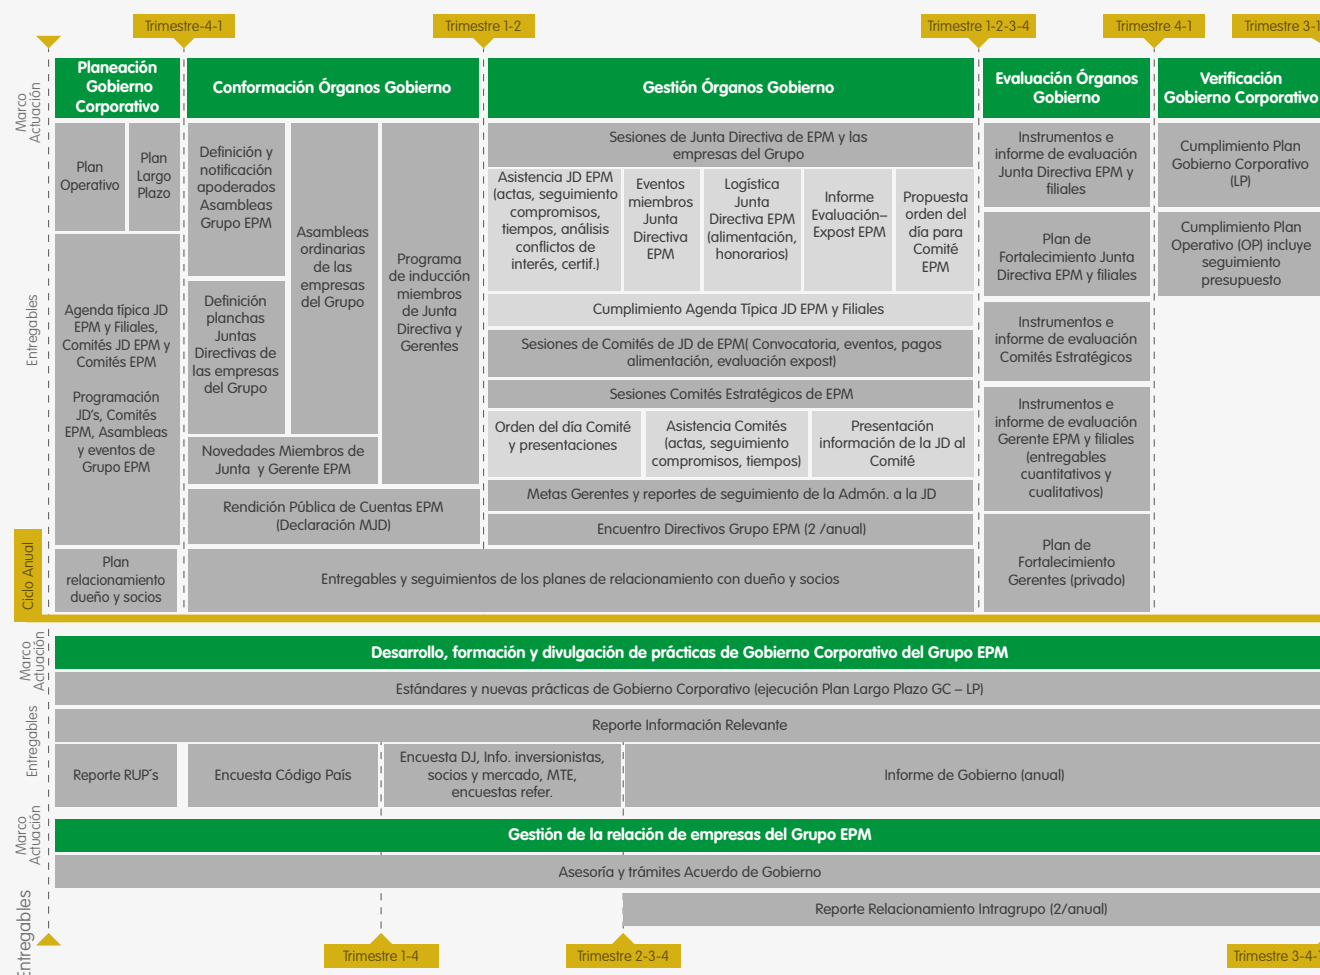 Trimestre-4-1
Trimestre 1-2
Trimestre 1-2-3-4
Trimestre 4-1
Trimestre 3-1
Marco
Actuación
Planeación
Gobierno
Corporativo
Conformación Órganos Gobierno
Gestión Órganos Gobierno
Evaluación Órganos
Gobierno
Verificación
Gobierno Corporativo
Entregables
Plan
Operativo
Plan
Largo
Plazo
Agenda típica JD
EPM y Filiales,
Comités JD EPM y
Comités EPM
Programación
JD's, Comités
EPM, Asambleas
y eventos de
Grupo EPM
Plan
relacionamiento
dueño y socios
Definición y
notificación
apoderados
Asambleas
Grupo EPM
Definición
planchas
Juntas
Directivas de
las empresas
del Grupo
Asambleas
ordinarias
de las
empresas
del Grupo
Programa
de inducción
miembros
de Junta
Directiva y
Gerentes
Novedades Miembros de
Junta y Gerente EPM
Rendición Pública de Cuentas EPM
(Declaración MJD)
Sesiones de Junta Directiva de EPM y las
empresas del Grupo
Asistencia JD EPM
(actas, seguimiento
compromisos,
tiempos, análisis
conflictos de
interés, certif.)
Eventos
miembros
Junta
Directiva
EPM
Logística
Junta
Directiva EPM
(alimentación,
honorarios)
Informe
Evaluación–
Expost EPM
Propuesta
orden del
día para
Comité
EPM
Cumplimiento Agenda Típica JD EPM y Filiales
Sesiones de Comités de JD de EPM( Convocatoria, eventos, pagos
alimentación, evaluación expost)
Sesiones Comités Estratégicos de EPM
Orden del día Comité
y presentaciones
Asistencia Comités
(actas, seguimiento
compromisos, tiempos)
Presentación
información de la JD al
Comité
Metas Gerentes y reportes de seguimiento de la Admón. a la JD
Encuentro Directivos Grupo EPM (2 /anual)
Entregables y seguimientos de los planes de relacionamiento con dueño y socios
Instrumentos e
informe de evaluación
Junta Directiva EPM y
filiales
Plan de
Fortalecimiento Junta
Directiva EPM y filiales
Instrumentos e
informe de evaluación
Comités Estratégicos
Instrumentos e
informe de evaluación
Gerente EPM y filiales
(entregables
cuantitativos y
cualitativos)
Plan de
Fortalecimiento
Gerentes (privado)
Cumplimiento Plan
Gobierno Corporativo
(LP)
Cumplimiento Plan
Operativo (OP) incluye
seguimiento
presupuesto
Ciclo Anual
Marco
Actuación
Desarrollo, formación y divulgación de prácticas de Gobierno Corporativo del Grupo EPM
Estándares y nuevas prácticas de Gobierno Corporativo (ejecución Plan Largo Plazo GC – LP)
Entregables
Reporte Información Relevante
Reporte RUP´s
Encuesta Código País
Encuesta DJ, Info. inversionistas,
socios y mercado, MTE,
encuestas refer.
Informe de Gobierno (anual)
Marco
Actuación
Gestión de la relación de empresas del Grupo EPM
Asesoría y trámites Acuerdo de Gobierno
Entregables
Reporte Relacionamiento Intragrupo (2/anual)
Trimestre 1-4
Trimestre 2-3-4
Trimestre 3-4-